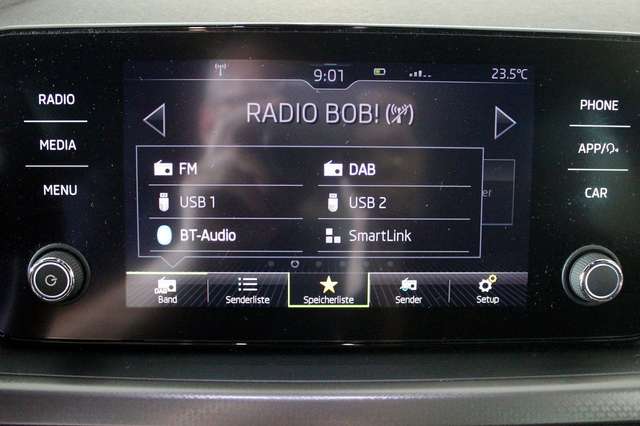 9:01
23.5°C
RADIO
MEDIA
MENU
RADIO BOB!
PHONE
APP/
CAR
FM
DAB
USB 1
USB 2
BT-Audio
SmartLink
DAB
Band
Senderliste
Speicherliste
Sender
Setup